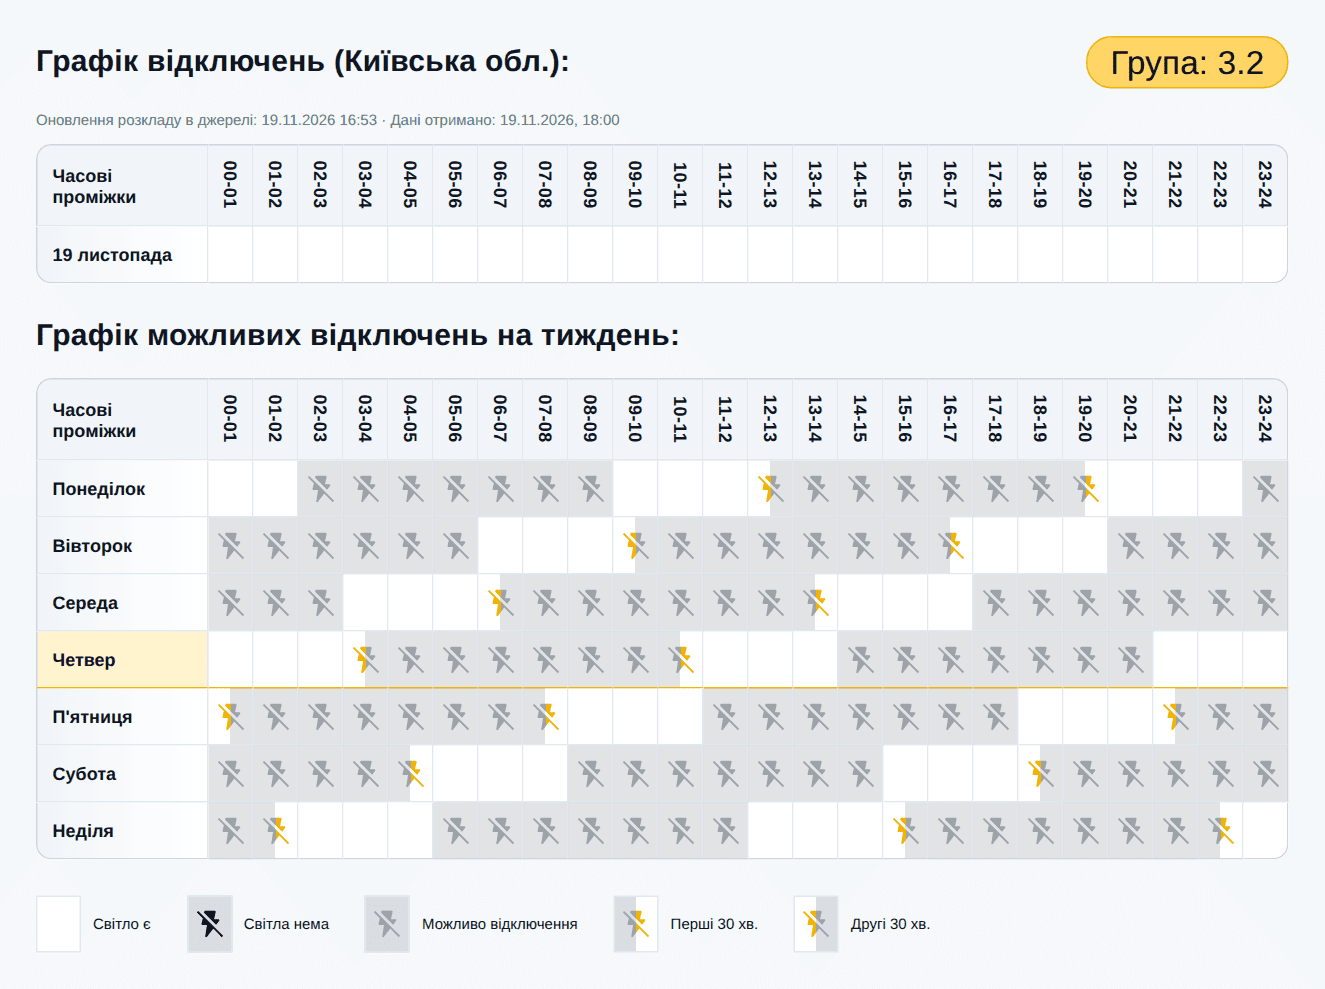 Графік відключень (Київська обл.):
Група: 3.2
Оновлення розкладу в джерелі: 19.11.2026 16:53 · Дані отримано: 19.11.2026, 18:00
Часові
проміжки
00-01 01-02 02-03 03-04 04-05 05-06 06-07 07-08 08-09 09-10 10-11 11-12 12-13 13-14 14-15 15-16 16-17 17-18 18-19 19-20 20-21 21-22 22-23 23-24
19 листопада
Графік можливих відключень на тиждень:
Часові
проміжки
00-01 01-02 02-03 03-04 04-05 05-06 06-07 07-08 08-09 09-10 10-11 11-12 12-13 13-14 14-15 15-16 16-17 17-18 18-19 19-20 20-21 21-22 22-23 23-24
Понеділок
Вівторок
Середа
Четвер
П'ятниця
Субота
Неділя
Світло є
Світла нема
Можливо відключення
Перші 30 хв.
Другі 30 хв.